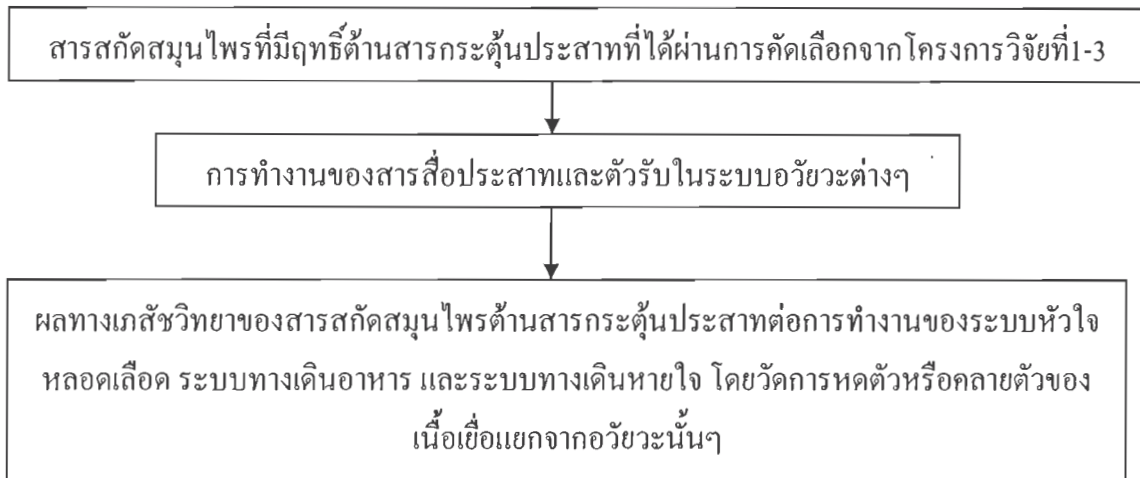 สารสกัดสมุนไพรที่มีฤทธิ์ต้านสารกระตุ้นประสาทที่ได้ผ่านการคัดเลือกจากโครงการวิจัยที่1-3
การทำงานของสารสื่อประสาทและตัวรับในระบบอวัยวะต่างๆ
ผลทางเภสัชวิทยาของสารสกัดสมุนไพรต้านสารกระตุ้นประสาทต่อการทำงานของระบบหัวใจ
หลอดเลือด ระบบทางเดินอาหาร และระบบทางเดินหายใจ โดยวัดการหดตัวหรือคลายตัวของ
เนื้อเยื่อแยกจากอวัยวะนั้นๆ